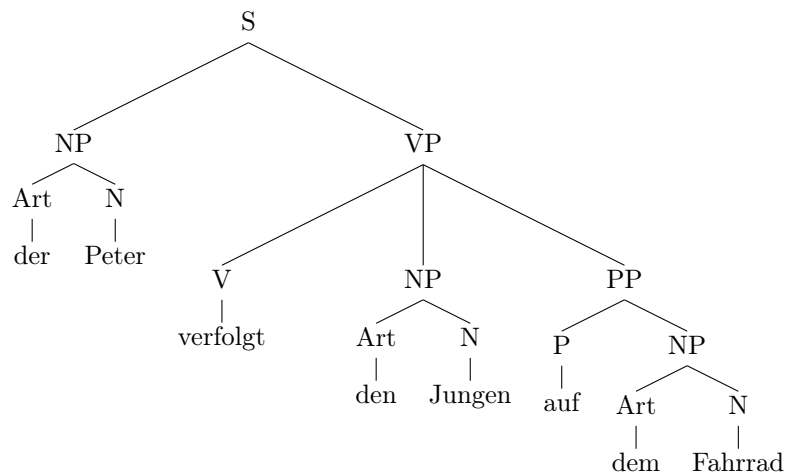 S
NP VP
Art N
der Peter
V NP PP
verfolgt
Art N P NP
den Jungen auf
Art N
dem Fahrrad